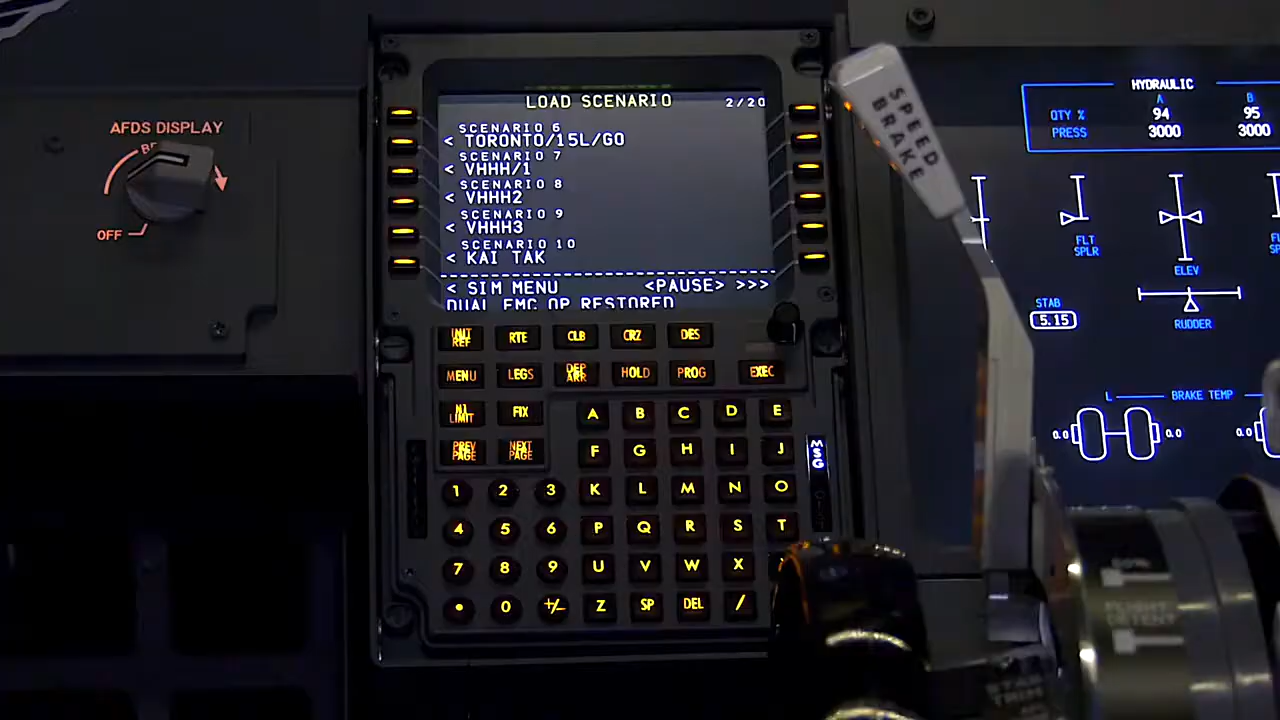 AFDS DISPLAY
OFF
LOAD SCENARIO 2/20
SCENARIO 6
< TORONTO/15L/GO
SCENARIO 7
< VHHH/1
SCENARIO 8
< VHHH2
SCENARIO 9
< VHHH3
SCENARIO 10
< KAI TAK
< SIM MENU <PAUSE> >>>
DUAL FMC OP RESTORED
INIT REF RTE CLB CRZ DES
MENU LEGS DEP ARR HOLD PROG EXEC
N1 LIMIT FIX
PREV PAGE NEXT PAGE
A B C D E
F G H I J
K L M N O
P Q R S T
U V W X
Z SP DEL /
1 2 3
4 5 6
7 8 9
. 0 +/-
MSG
SPEED BRAKE
HYDRAULIC
A B
QTY % 94 95
PRESS 3000 3000
FLT SPLR
ELEV
STAB
5.15
RUDDER
L BRAKE TEMP
0.0 0.0 0.0
FLIGHT DETENT